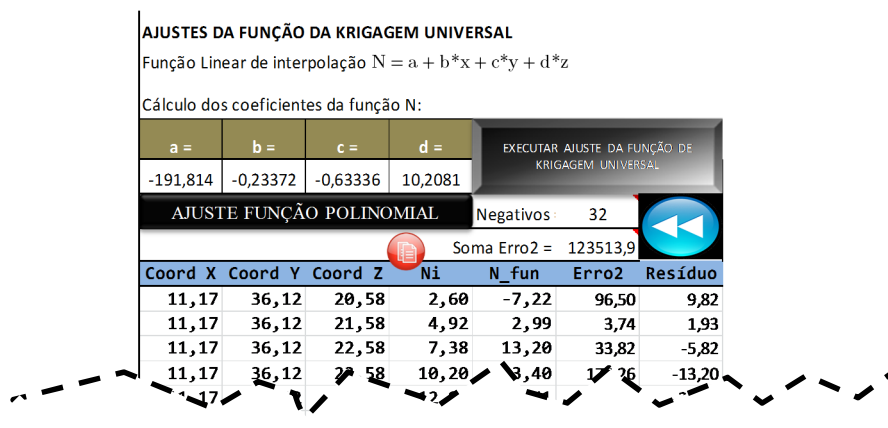 AJUSTES DA FUNÇÃO DA KRIGAGEM UNIVERSAL
Função Linear de interpolação N = a + b*x + c*y + d*z
Cálculo dos coeficientes da função N:
a = b = c = d =
EXECUTAR AJUSTE DA FUNÇÃO DE
KRIGAGEM UNIVERSAL
-191,814 -0,23372 -0,63336 10,2081
AJUSTE FUNÇÃO POLINOMIAL Negativos 32
Soma Erro2 = 123513,9
Coord X Coord Y Coord Z Ni N_fun Erro2 Resíduo
11,17 36,12 20,58 2,60 -7,22 96,50 9,82
11,17 36,12 21,58 4,92 2,99 3,74 1,93
11,17 36,12 22,58 7,38 13,20 33,82 -5,82
11,17 36,12 10,20 -13,20